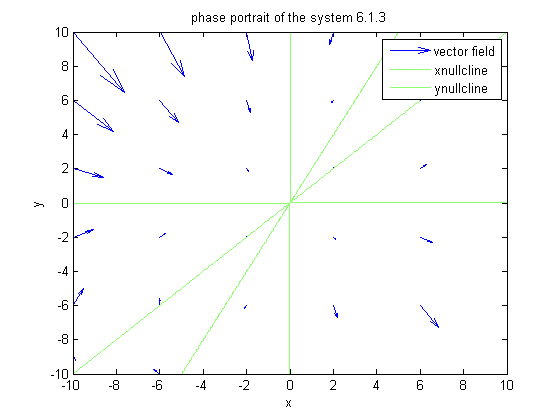 phase portrait of the system 6.1.3
vector field
xnullcline
ynullcline
10
8
6
4
2
0
-2
-4
-6
-8
-10
y
-10 -8 -6 -4 -2 0 2 4 6 8 10
x